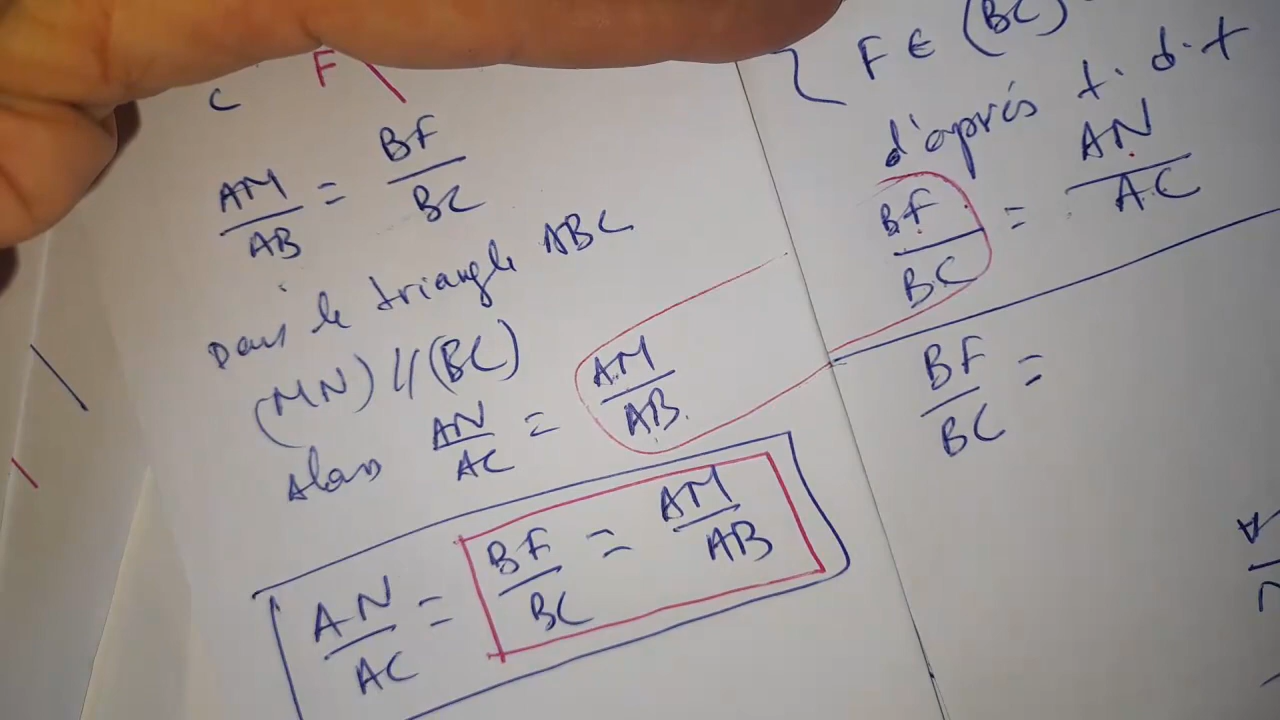 C F
AM/AB = BF/BC
Dans le triangle ABC
(MN) // (BC)
Alors AN/AC = AM/AB
AN/AC = BF/BC = AM/AB
F ∈ (BC)
d'aprés t. d. t
BF/BC = AN/AC
BF/BC =